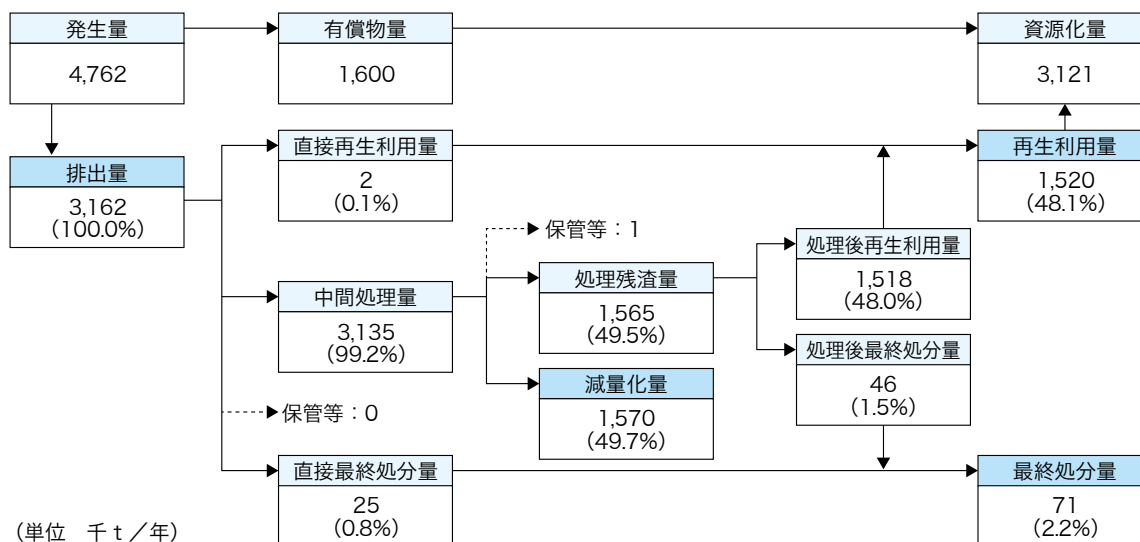 発生量
4,762
有償物量
1,600
資源化量
3,121
排出量
3,162
(100.0%)
直接再生利用量
2
(0.1%)
再生利用量
1,520
(48.1%)
保管等：1
中間処理量
3,135
(99.2%)
処理残渣量
1,565
(49.5%)
処理後再生利用量
1,518
(48.0%)
処理後最終処分量
46
(1.5%)
減量化量
1,570
(49.7%)
保管等：0
直接最終処分量
25
(0.8%)
最終処分量
71
(2.2%)
(単位　千ｔ／年)